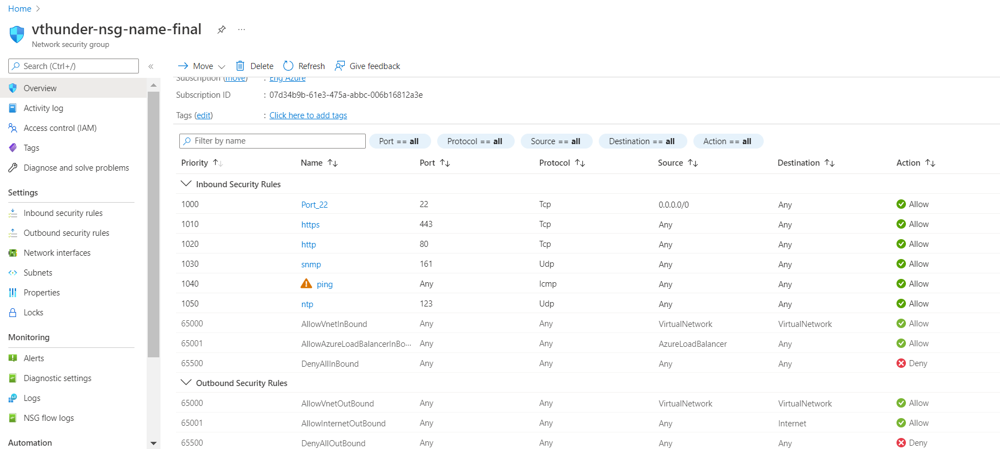 Home
vthunder-nsg-name-final
Network security group
Search (Ctrl+/)
Overview
Activity log
Access control (IAM)
Tags
Diagnose and solve problems
Settings
Inbound security rules
Outbound security rules
Network interfaces
Subnets
Properties
Locks
Monitoring
Alerts
Diagnostic settings
Logs
NSG flow logs
Automation
Move Delete Refresh Give feedback
Subscription (move) : Eng Azure
Subscription ID : 07d34b9b-61e3-475a-abbc-006b16812a3e
Tags (edit) : Click here to add tags
Filter by name Port == all Protocol == all Source == all Destination == all Action == all
Priority Name Port Protocol Source Destination Action
Inbound Security Rules
1000 Port_22 22 Tcp 0.0.0.0/0 Any Allow
1010 https 443 Tcp Any Any Allow
1020 http 80 Tcp Any Any Allow
1030 snmp 161 Udp Any Any Allow
1040 ping Any Icmp Any Any Allow
1050 ntp 123 Udp Any Any Allow
65000 AllowVnetInBound Any Any VirtualNetwork VirtualNetwork Allow
65001 AllowAzureLoadBalancerInBo··· Any Any AzureLoadBalancer Any Allow
65500 DenyAllInBound Any Any Any Any Deny
Outbound Security Rules
65000 AllowVnetOutBound Any Any VirtualNetwork VirtualNetwork Allow
65001 AllowInternetOutBound Any Any Any Internet Allow
65500 DenyAllOutBound Any Any Any Any Deny